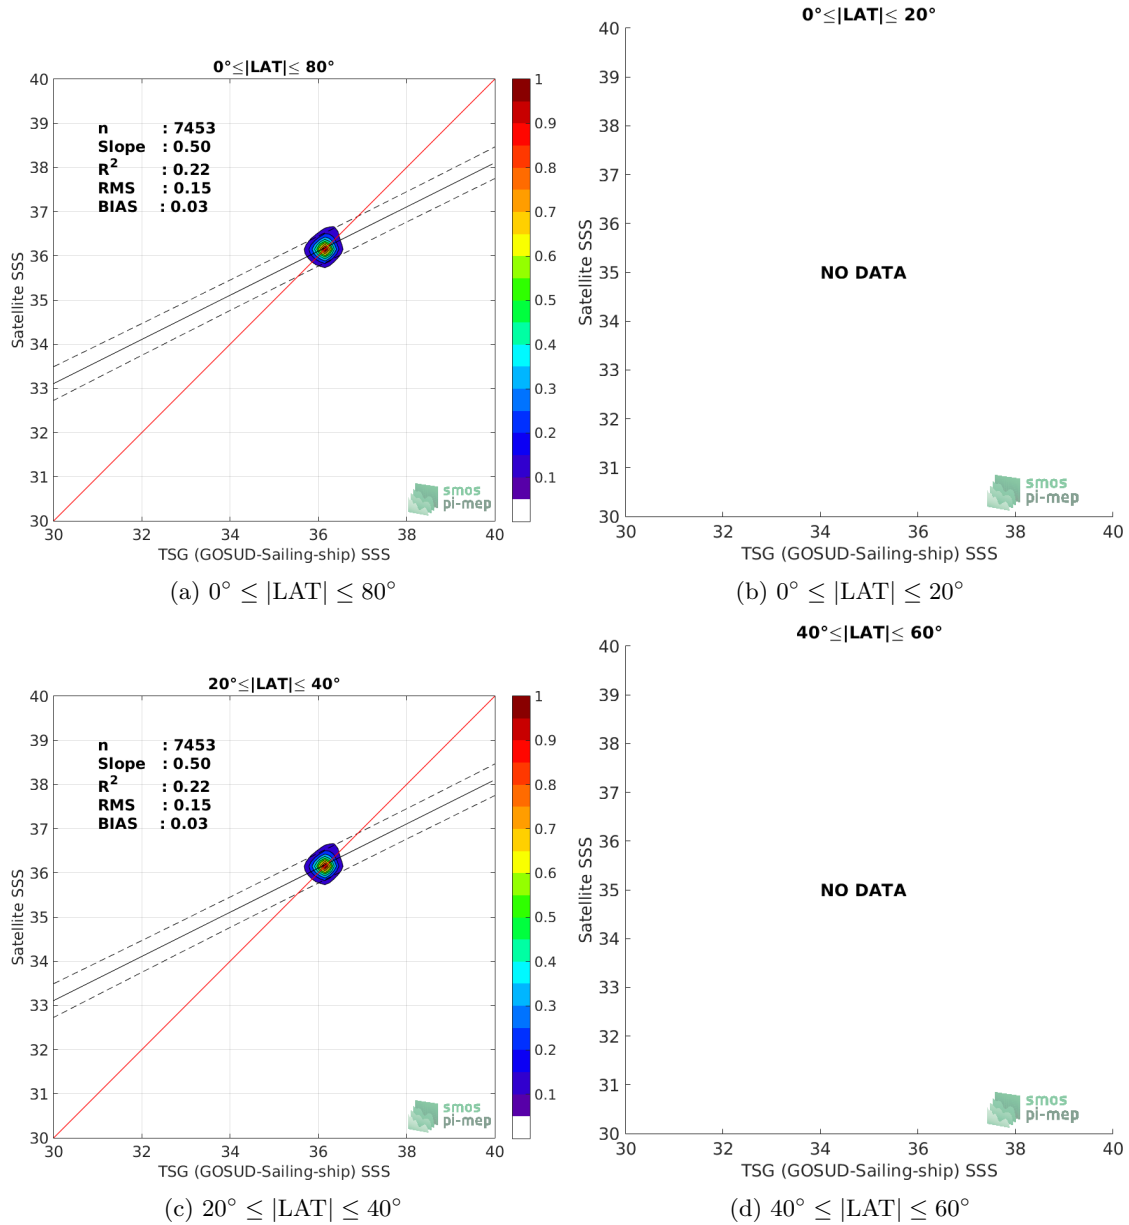 0°≤|LAT|≤ 80°
n : 7453
Slope : 0.50
R² : 0.22
RMS : 0.15
BIAS : 0.03
40
39
38
37
36
35
34
33
32
31
30
Satellite SSS
30 32 34 36 38 40
TSG (GOSUD-Sailing-ship) SSS
1
0.9
0.8
0.7
0.6
0.5
0.4
0.3
0.2
0.1
smos
pi-mep
(a) 0° ≤ |LAT| ≤ 80°
0°≤|LAT|≤ 20°
40
39
38
37
36
35
34
33
32
31
30
Satellite SSS
NO DATA
smos
pi-mep
30 32 34 36 38 40
TSG (GOSUD-Sailing-ship) SSS
(b) 0° ≤ |LAT| ≤ 20°
20°≤|LAT|≤ 40°
n : 7453
Slope : 0.50
R² : 0.22
RMS : 0.15
BIAS : 0.03
40
39
38
37
36
35
34
33
32
31
30
Satellite SSS
30 32 34 36 38 40
TSG (GOSUD-Sailing-ship) SSS
1
0.9
0.8
0.7
0.6
0.5
0.4
0.3
0.2
0.1
smos
pi-mep
(c) 20° ≤ |LAT| ≤ 40°
40°≤|LAT|≤ 60°
40
39
38
37
36
35
34
33
32
31
30
Satellite SSS
NO DATA
smos
pi-mep
30 32 34 36 38 40
TSG (GOSUD-Sailing-ship) SSS
(d) 40° ≤ |LAT| ≤ 60°